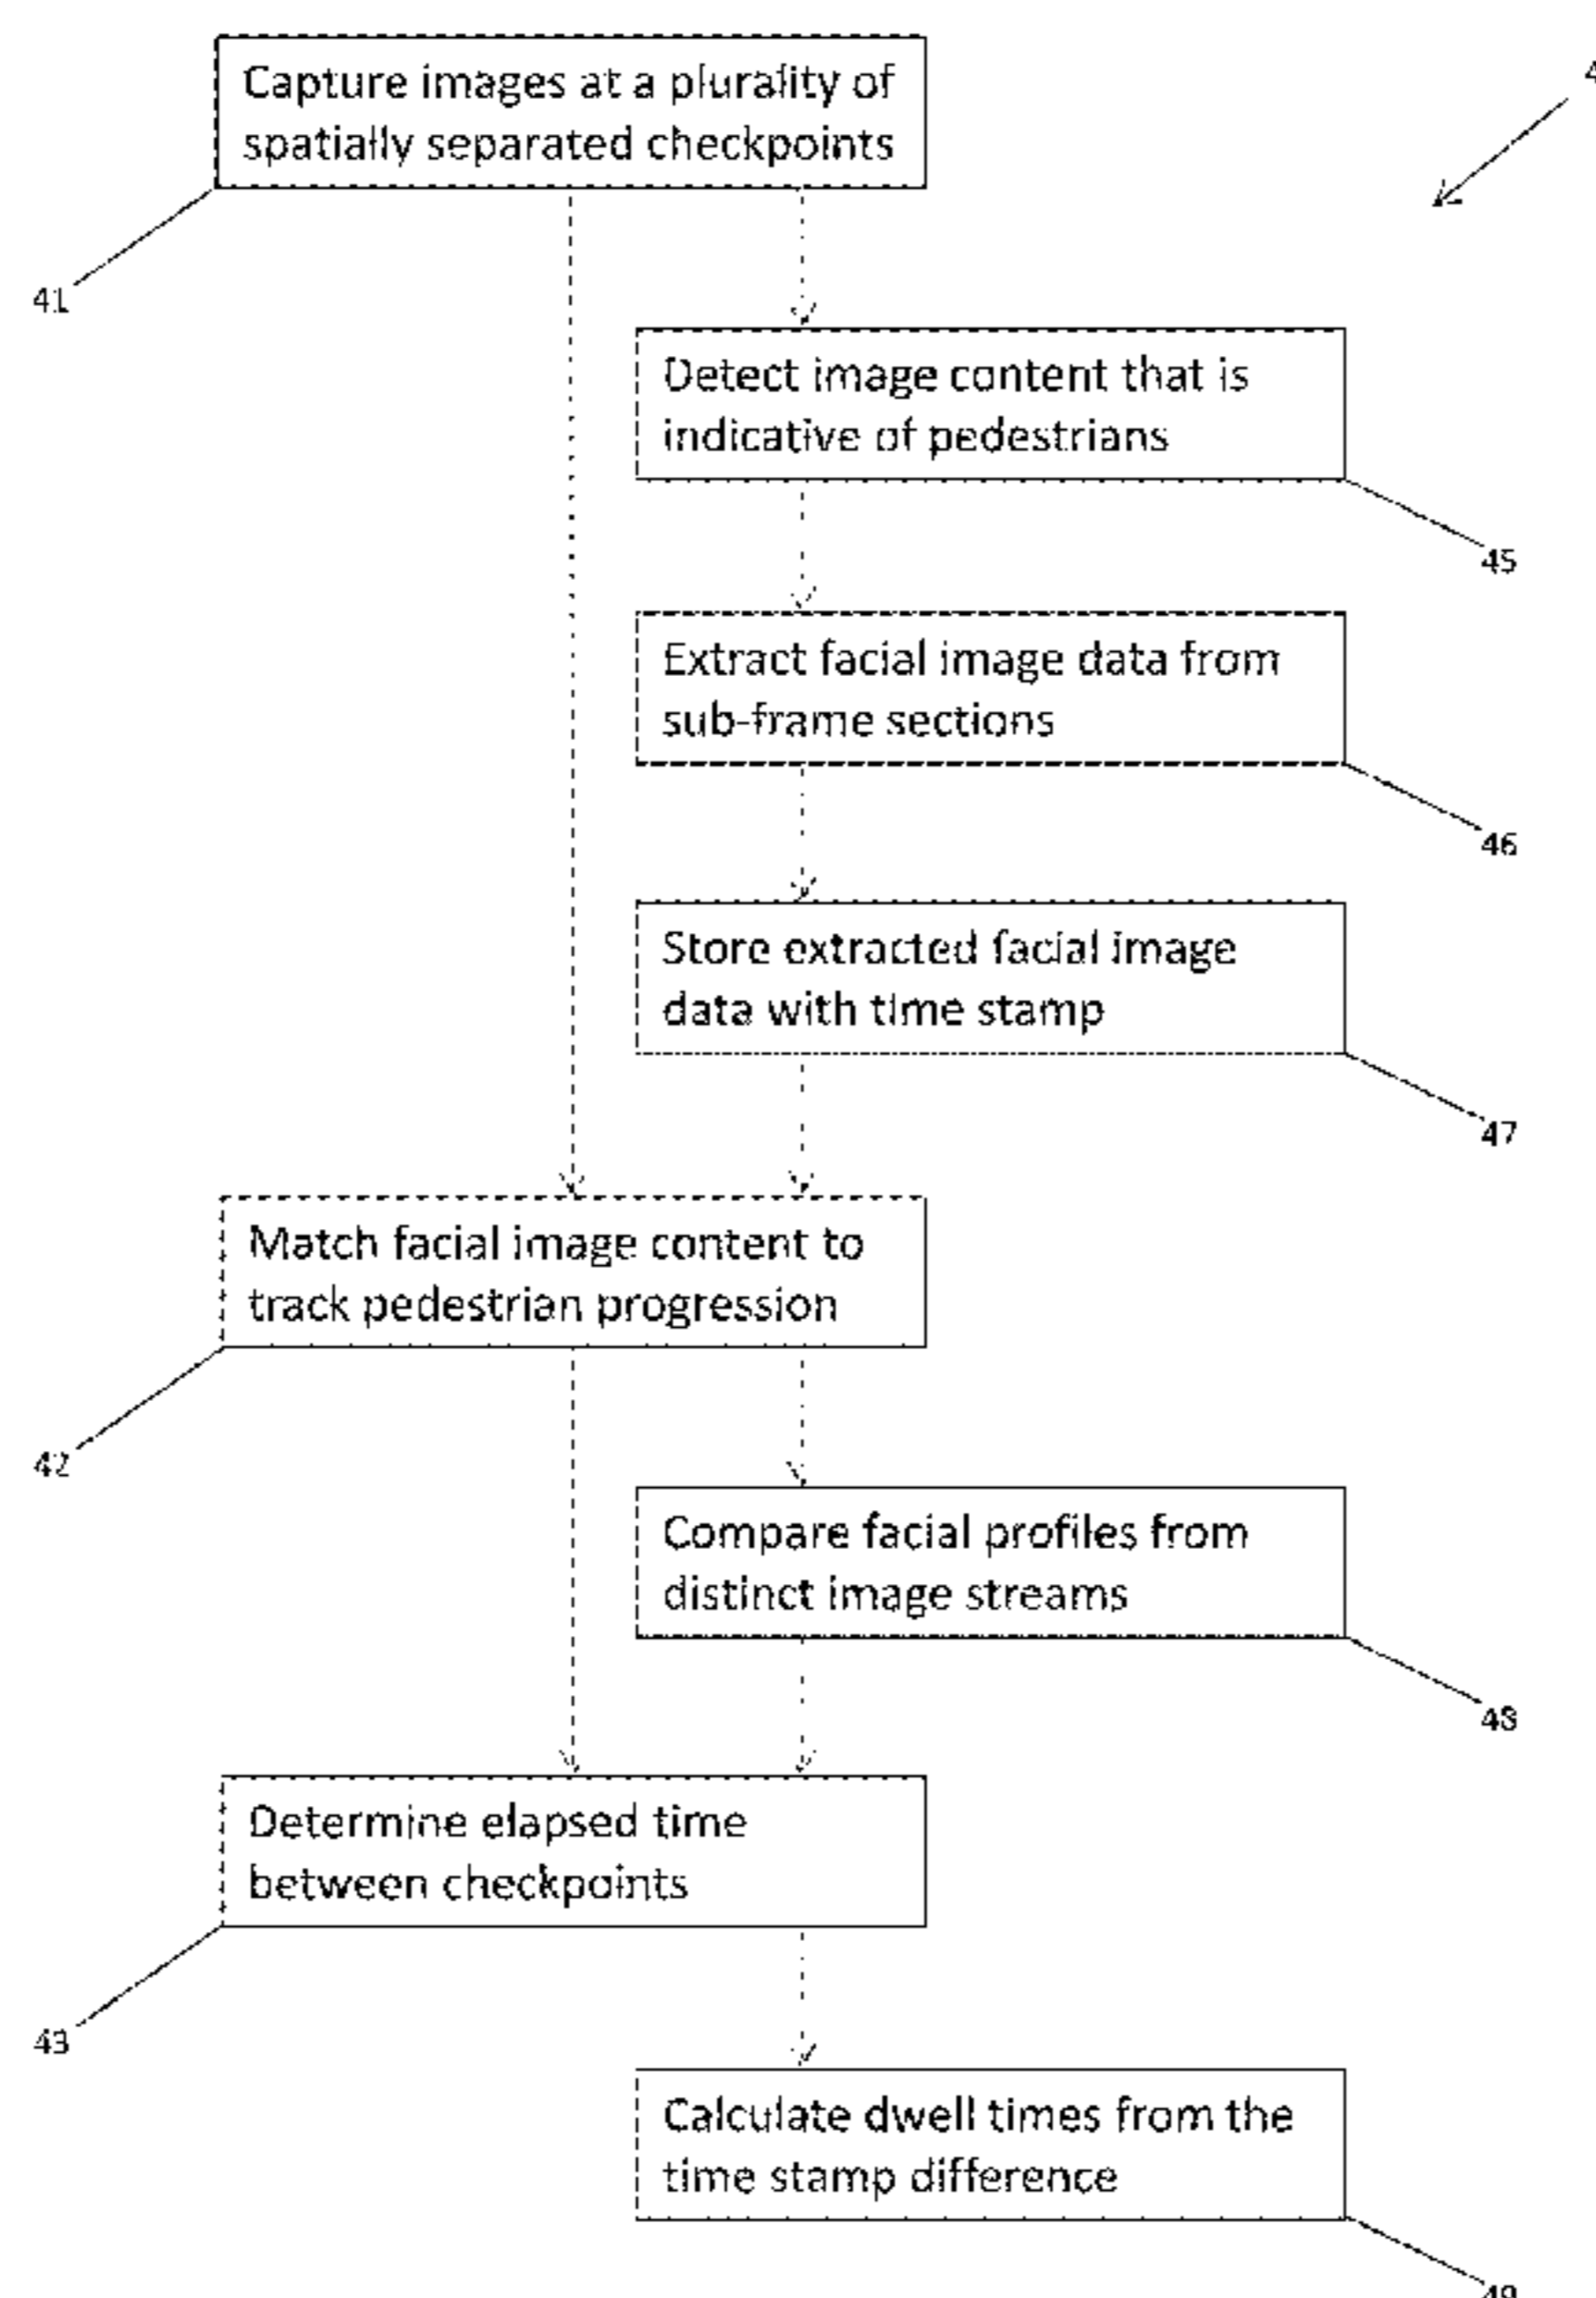 Capture images at a plurality of
spatially separated checkpoints
41
Detect image content that is
indicative of pedestrians
45
Extract facial image data from
sub-frame sections
46
Store extracted facial image
data with time stamp
47
Match facial image content to
track pedestrian progression
42
Compare facial profiles from
distinct image streams
48
Determine elapsed time
between checkpoints
43
Calculate dwell times from the
time stamp difference
49